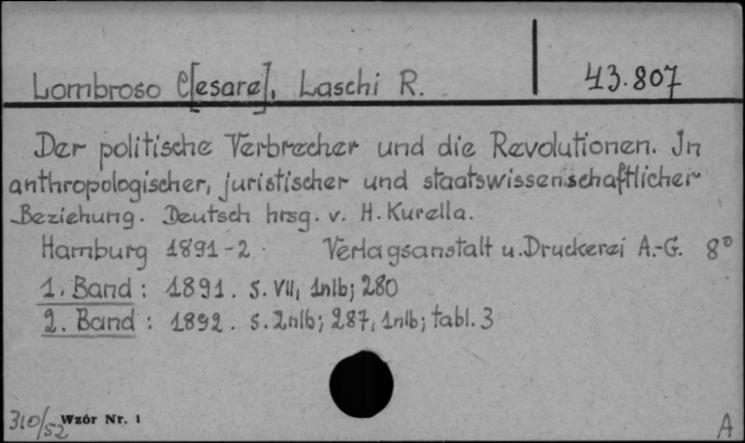 Lombroso C[esare], Laschi R. 43.807
Der politische Verbrecher und die Revolutionen. In
anthropologischer, juristischer und staatswissenschaftlicher
Beziehung. Deutsch hrsg. v. H. Kurella.
Hamburg 1891-2. Verlagsanstalt u. Druckerei A.-G. 8°
1. Band: 1891. s. VII, 1nlb; 280
2. Band: 1892. s. 2nlb; 287, 1nlb; tabl. 3
310/52 Wzór Nr. 1 A